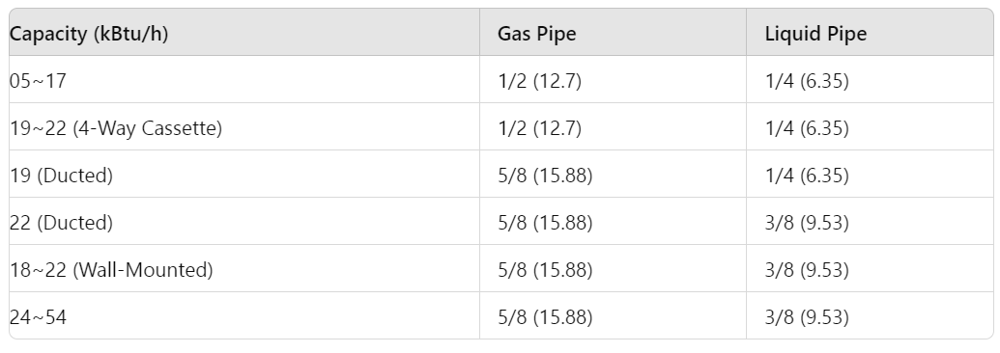 Capacity (kBtu/h) Gas Pipe Liquid Pipe
05~17 1/2 (12.7) 1/4 (6.35)
19~22 (4-Way Cassette) 1/2 (12.7) 1/4 (6.35)
19 (Ducted) 5/8 (15.88) 1/4 (6.35)
22 (Ducted) 5/8 (15.88) 3/8 (9.53)
18~22 (Wall-Mounted) 5/8 (15.88) 3/8 (9.53)
24~54 5/8 (15.88) 3/8 (9.53)